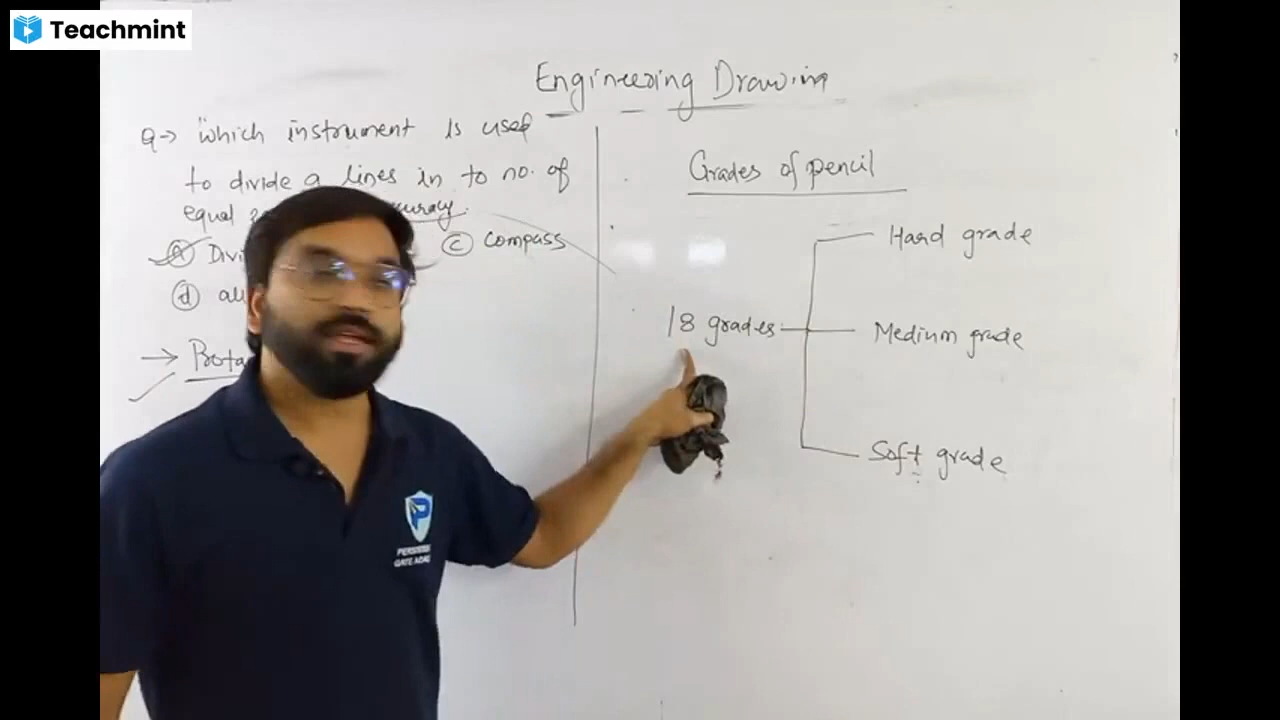 Teachmint
Engineering Drawing
Q→ Which instrument is used
to divide a lines in to no. of
equal
(A)
(C) Compass
(d)
→
Grades of pencil
Hard grade
18 grades
Medium grade
Soft grade
P
GATE